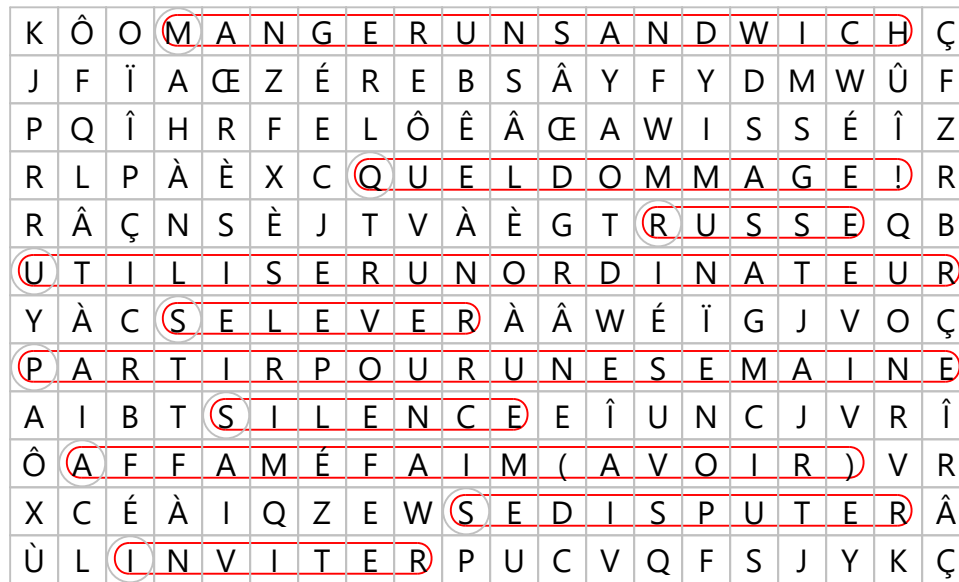 K Ô O M A N G E R U N S A N D W I C H Ç
J F Ï A Œ Z É R E B S Â Y F Y D M W Û F
P Q Î H R F E L Ô Ê Â Œ A W I S S É Î Z
R L P À È X C Q U E L D O M M A G E ! R
R Â Ç N S È J T V À È G T R U S S E Q B
U T I L I S E R U N O R D I N A T E U R
Y À C S E L E V E R À Â W É Ï G J V O Ç
P A R T I R P O U R U N E S E M A I N E
A I B T S I L E N C E E Î U N C J V R Î
Ô A F F A M É F A I M ( A V O I R ) V R
X C É À I Q Z E W S E D I S P U T E R Â
Ù L I N V I T E R P U C V Q F S J Y K Ç